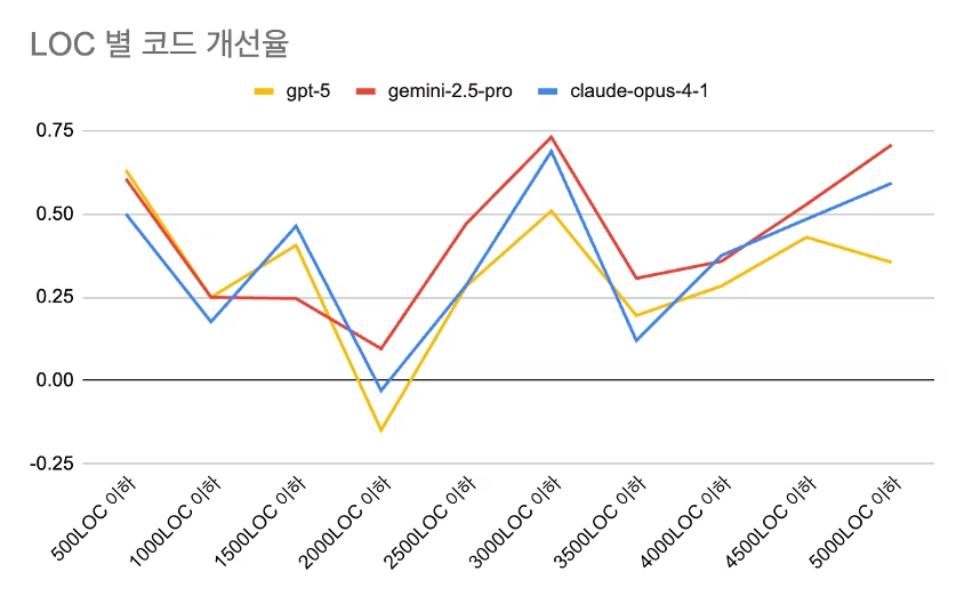 LOC 별 코드 개선율
gpt-5 gemini-2.5-pro claude-opus-4-1
0.75
0.50
0.25
0.00
-0.25
500LOC 이하
1000LOC 이하
1500LOC 이하
2000LOC 이하
2500LOC 이하
3000LOC 이하
3500LOC 이하
4000LOC 이하
4500LOC 이하
5000LOC 이하